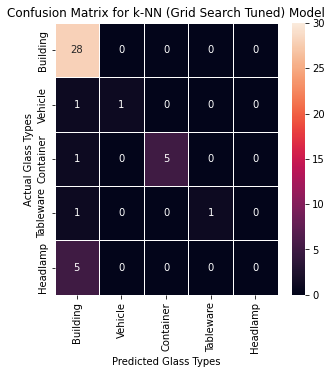 Confusion Matrix for k-NN (Grid Search Tuned) Model
Actual Glass Types
Building
Vehicle
Container
Tableware
Headlamp
28 0 0 0 0
1 1 0 0 0
1 0 5 0 0
1 0 0 1 0
5 0 0 0 0
Building
Vehicle
Container
Tableware
Headlamp
Predicted Glass Types
30
25
20
15
10
5
0